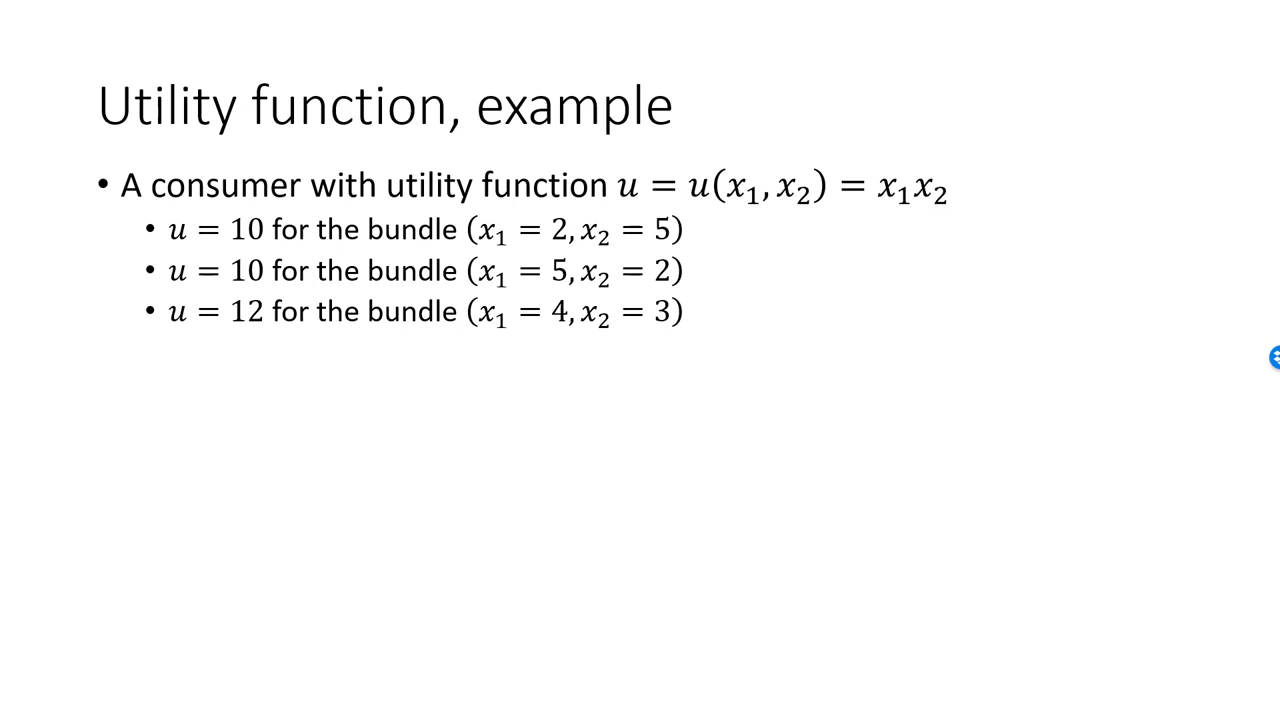 Utility function, example
• A consumer with utility function 𝑢 = 𝑢(𝑥₁, 𝑥₂) = 𝑥₁𝑥₂
• 𝑢 = 10 for the bundle (𝑥₁ = 2, 𝑥₂ = 5)
• 𝑢 = 10 for the bundle (𝑥₁ = 5, 𝑥₂ = 2)
• 𝑢 = 12 for the bundle (𝑥₁ = 4, 𝑥₂ = 3)